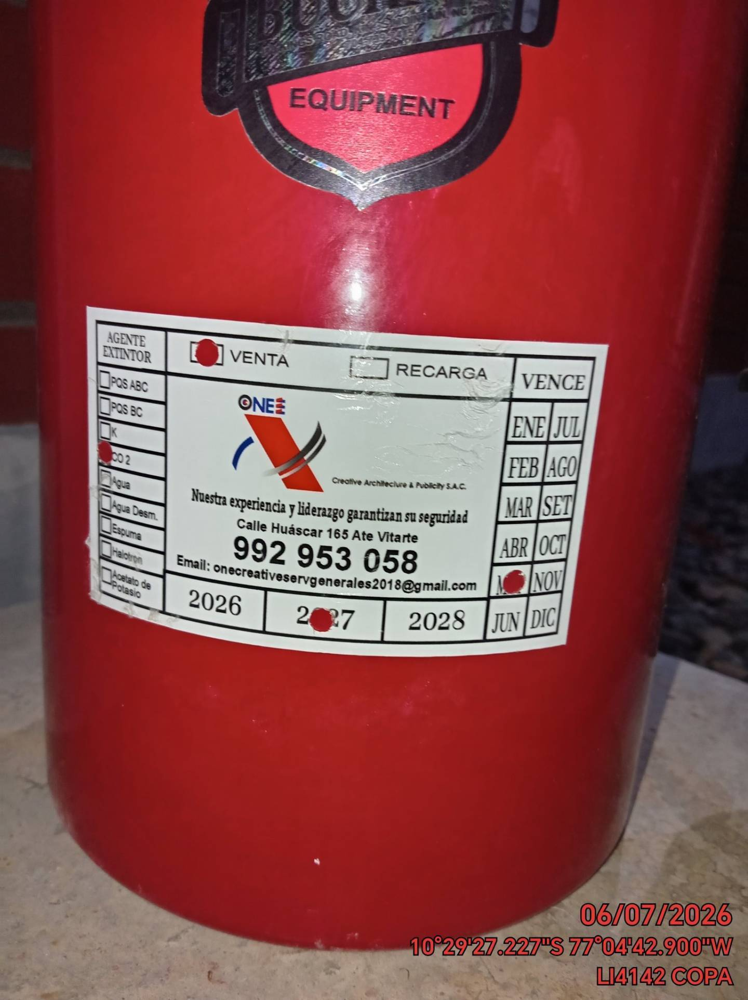 EQUIPMENT
AGENTE
EXTINTOR
VENTA
RECARGA
VENCE
PQS ABC
PQS BC
K
CO 2
Agua
Agua Desm.
Espuma
Halotron
Acetato de
Potasio
ONEE
Creative Architeclure & Publicity S.A.C.
Nuestra experiencia y liderazgo garantizan su seguridad
Calle Huáscar 165 Ate Vitarte
992 953 058
Email: onecreativeservgenerales2018@gmail.com
2026
2027
2028
ENE JUL
FEB AGO
MAR SET
ABR OCT
NOV
JUN DIC
06/07/2026
10°29'27.227"S 77°04'42.900"W
LI4142 COPA